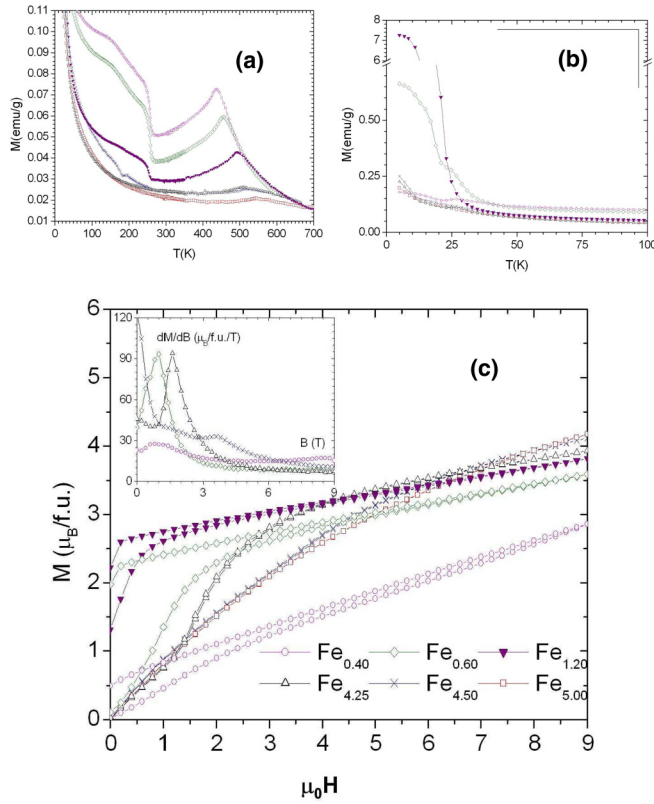 0.11
0.10
0.09
0.08
0.07
0.06
0.05
0.04
0.03
0.02
0.01
M(emu/g)
(a)
100 200 300 400 500 600 700
T(K)
8
7
6
0.50
0.25
0.00
M(emu/g)
(b)
0 25 50 75 100
T(K)
6
5
4
3
2
1
0
M (μB/f.u.)
120
90
60
30
0
dM/dB (μB/f.u./T)
B (T)
0 3 6 9
(c)
Fe0.40 Fe0.60 Fe1.20
Fe4.25 Fe4.50 Fe5.00
0 1 2 3 4 5 6 7 8 9
μ0H